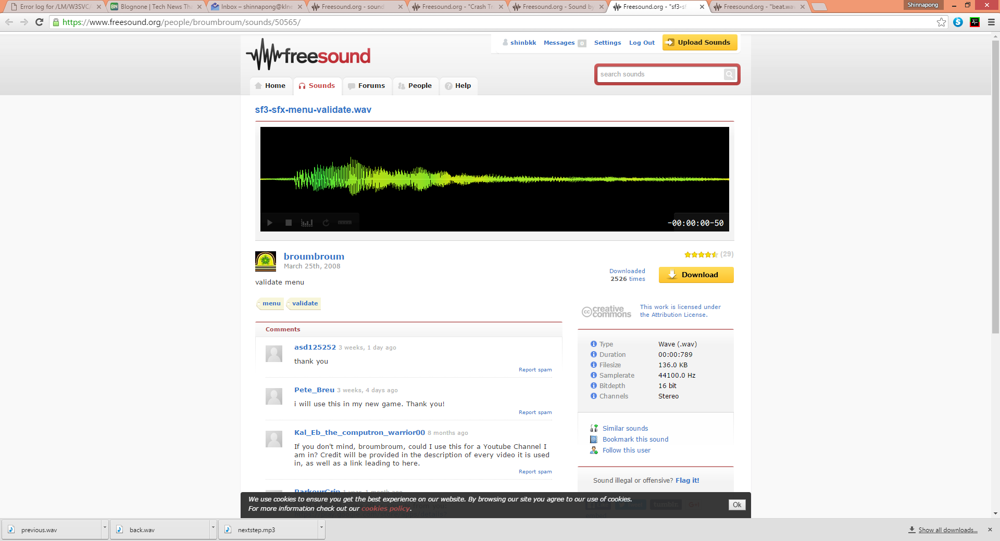 Error log for /LM/W3SVC/
Blognone | Tech News Tha
Inbox – shinnapong@klne
Freesound.org - sound
Freesound.org - "Crash Tr
Freesound.org - Sound by
Freesound.org - "sf3-sf
Freesound.org - "beat.wav
Shinnapong
https://www.freesound.org/people/broumbroum/sounds/50565/
freesound
shinbkk
Messages 0
Settings
Log Out
Upload Sounds
search sounds
Home
Sounds
Forums
People
Help
sf3-sfx-menu-validate.wav
-00:00:00-50
broumbroum
March 25th, 2008
(29)
Downloaded
2526 times
Download
validate menu
menu
validate
creative
commons
This work is licensed under
the Attribution License.
Comments
asd125252 3 weeks, 1 day ago
thank you
Report spam
Pete_Breu 3 weeks, 4 days ago
i will use this in my new game. Thank you!
Report spam
Kal_Eb_the_computron_warrior00 8 months ago
If you don't mind, broumbroum, could I use this for a Youtube Channel I
am in? Credit will be provided in the description of every video it is used
in, as well as a link leading to here.
Report spam
ParkourGrip 1 year, 1 month ago
Type Wave (.wav)
Duration 00:00:789
Filesize 136.0 KB
Samplerate 44100.0 Hz
Bitdepth 16 bit
Channels Stereo
Similar sounds
Bookmark this sound
Follow this user
Sound illegal or offensive? Flag it!
We use cookies to ensure you get the best experience on our website. By browsing our site you agree to our use of cookies.
For more information check out our cookies policy.
Ok
previous.wav
back.wav
nextstep.mp3
Show all downloads...